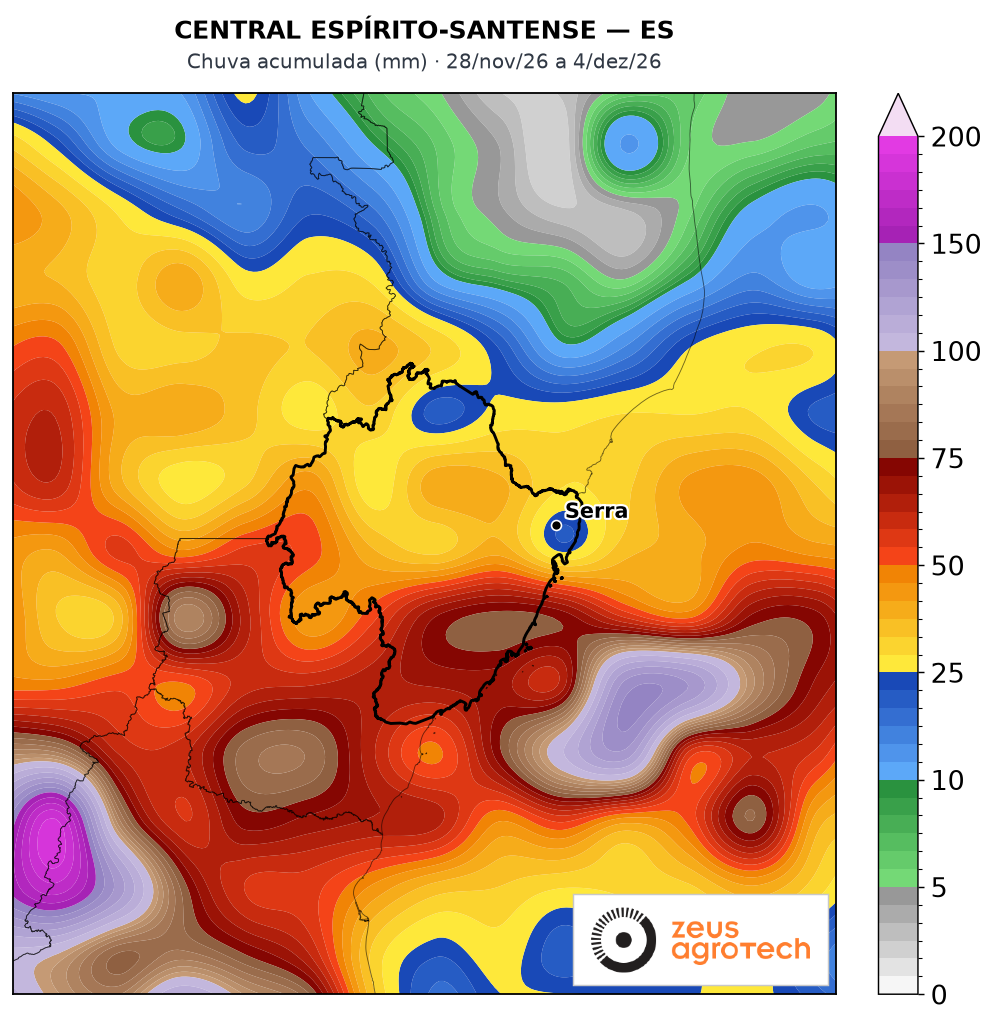 CENTRAL ESPÍRITO-SANTENSE — ES
Chuva acumulada (mm) · 28/nov/26 a 4/dez/26
Serra
200
150
100
75
50
25
10
5
0
zeus
agrotech